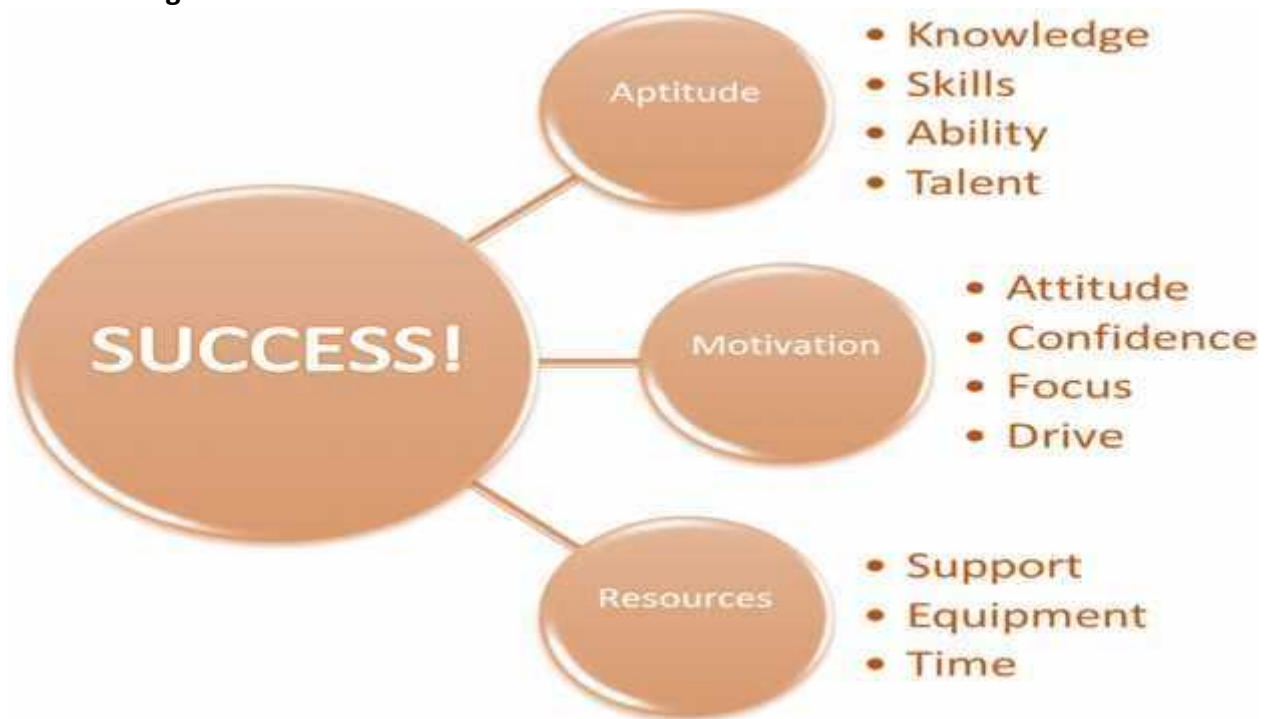 SUCCESS!
Aptitude
• Knowledge
• Skills
• Ability
• Talent
Motivation
• Attitude
• Confidence
• Focus
• Drive
Resources
• Support
• Equipment
• Time